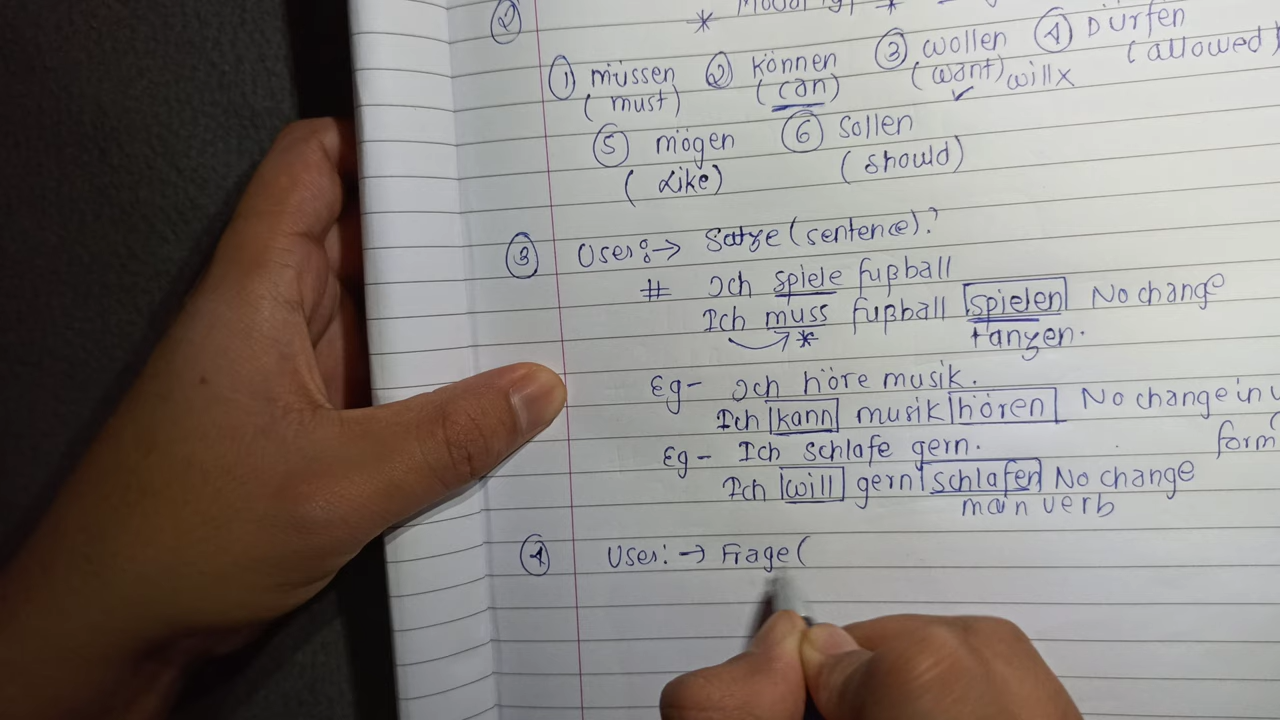 ②
* Modal *
① müssen ② können ③ wollen ④ Dürfen
(must) (can) (want) will x (allowed)
⑤ mögen ⑥ sollen
(Like) (should)
③ Uses:→ Sätze (sentence).?
# Ich spiele fußball
Ich muss fußball spielen No change
* tanzen.
Eg- Ich höre musik.
Ich kann musik hören No change in
form
Eg- Ich schlafe gern.
Ich will gern schlafen No change
main verb
④ Uses: → Frage (